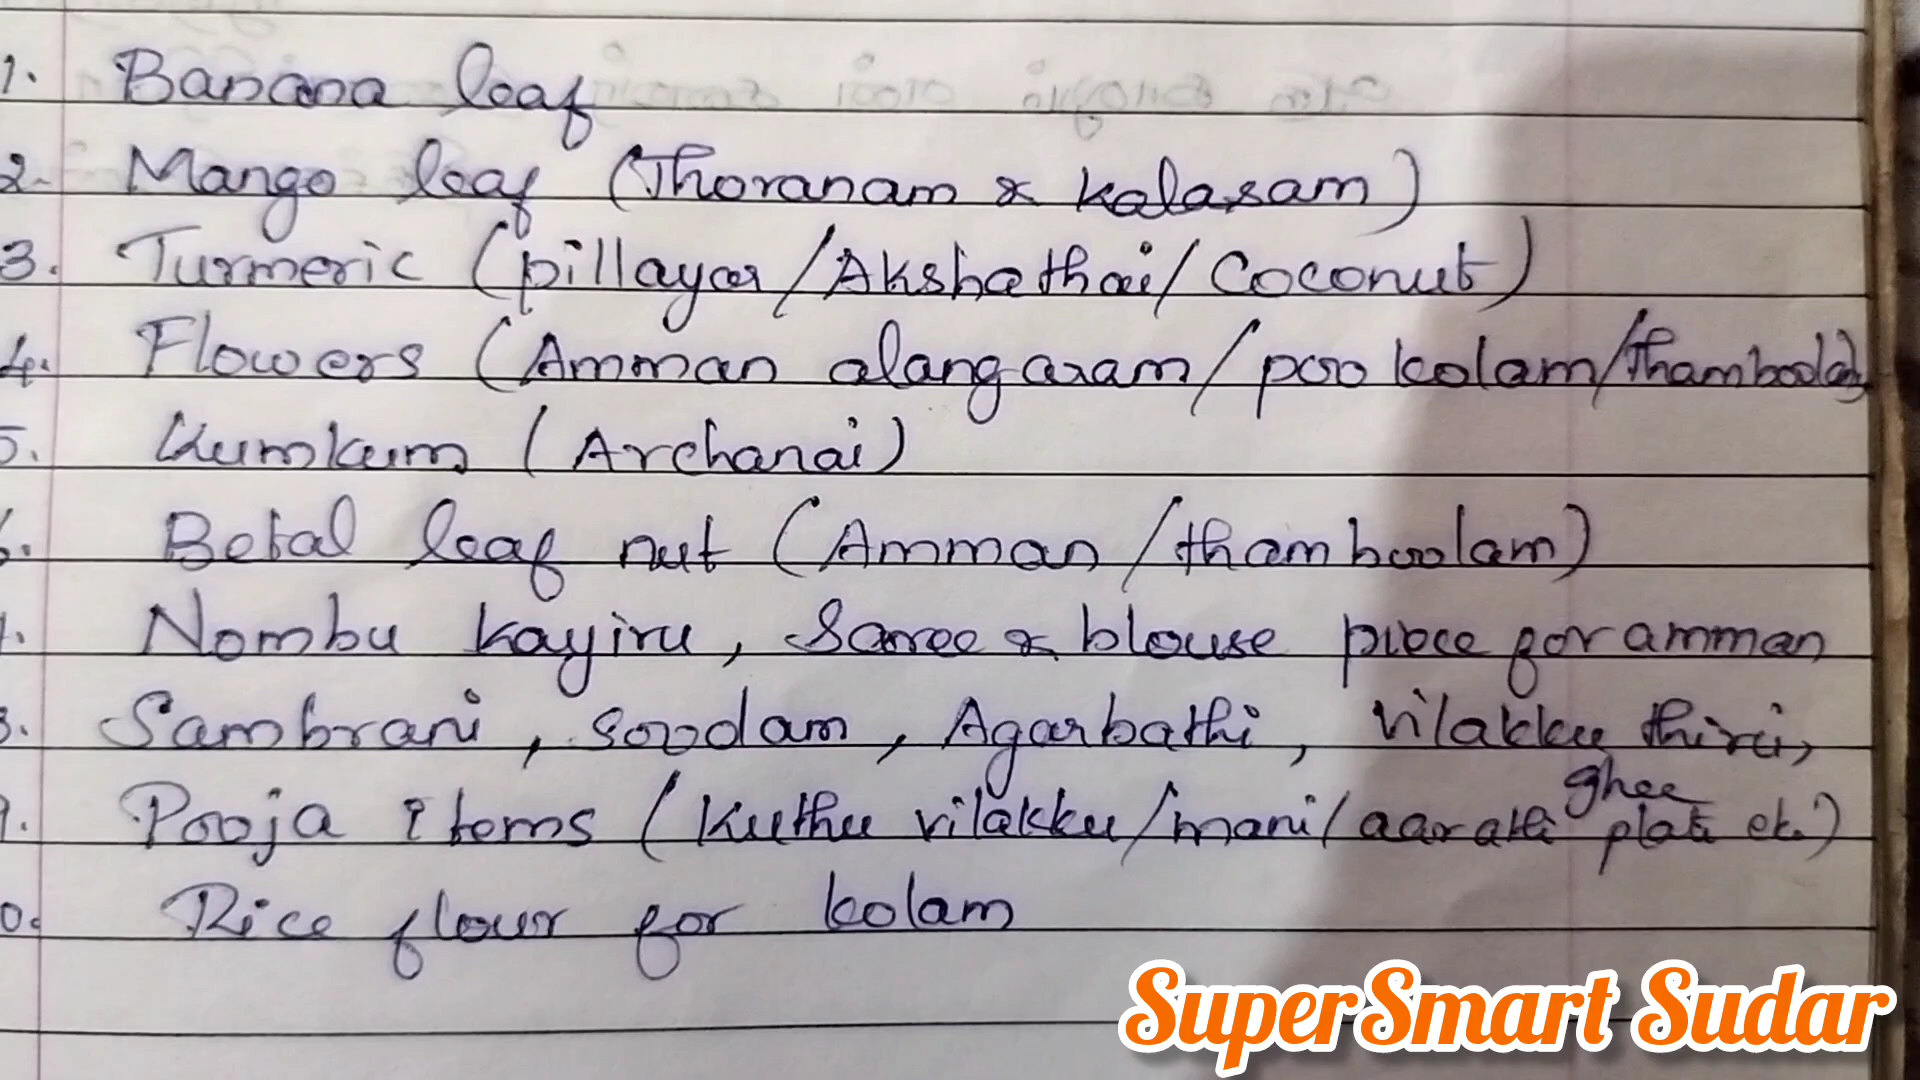 1. Banana leaf
2. Mango leaf (Thoranam & kalasam)
3. Turmeric (pillayar/Akshathai/Coconut)
4. Flowers (Amman alangaram/poo kolam/
5. Kumkum (Archanai)
6. Betal leaf nut (Amman/thamboolam)
7. Nombu kayiru, Saree & blouse piece for amman
8. Sambrani, soodam, Agarbathi, vilakku thiri,
ghee
9. Pooja items (Kuthu vilakku/mani/aarathi plate etc.)
0. Rice flour for kolam
SuperSmart Sudar